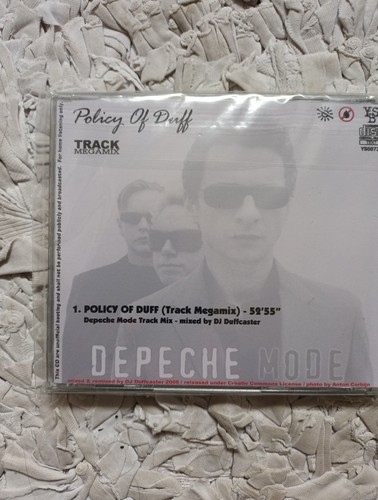 Policy Of Duff
TRACK
MEGAMIX
1. POLICY OF DUFF (Track Megamix) - 52'55"
Depeche Mode Track Mix - mixed by DJ Duffcaster
DEPECHE MODE
mixed & remixed by DJ Duffcaster 2006 / released under Creative Commons License / photo by Anton Corbijn
This CD are unofficial bootleg and shall not be performed publicly and broadcasted. For home listening only